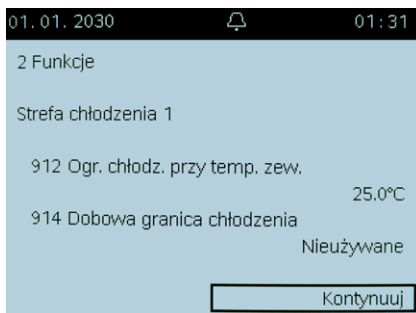 01. 01. 2030 01:31
2 Funkcje
Strefa chłodzenia 1
912 Ogr. chłodz. przy temp. zew.
25.0°C
914 Dobowa granica chłodzenia
Nieużywane
Kontynuuj